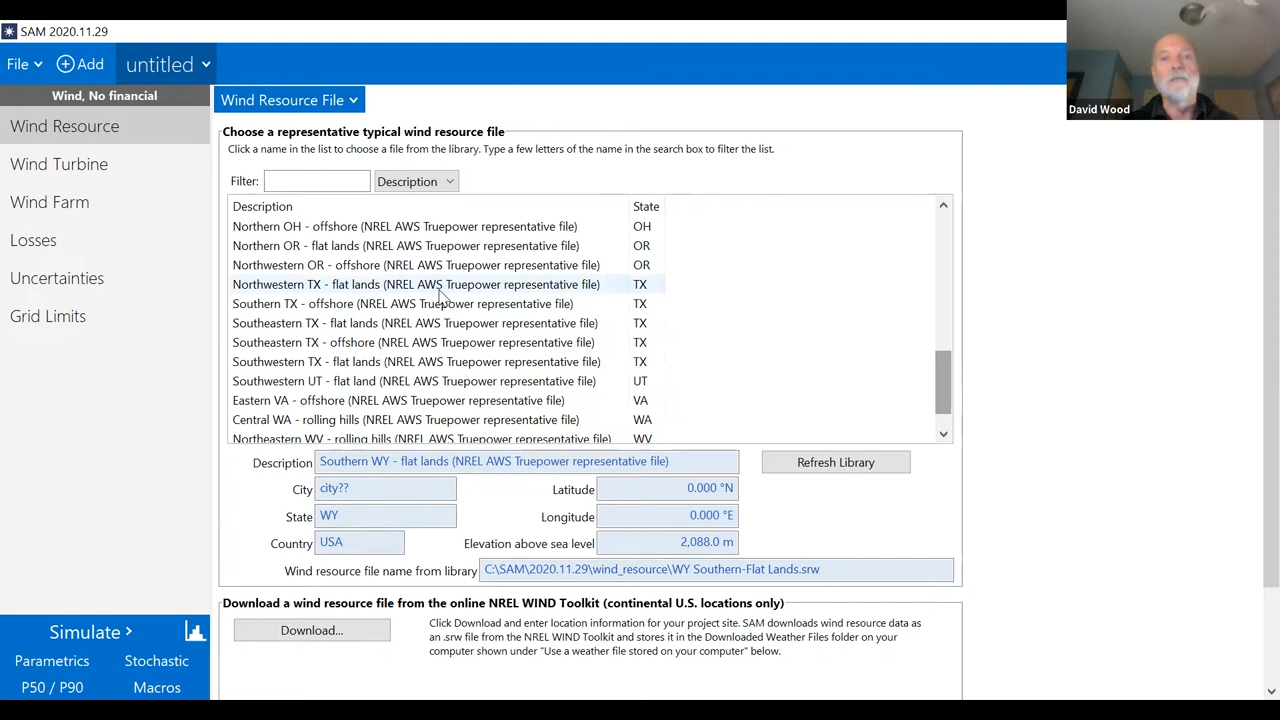 SAM 2020.11.29
File
Add
untitled
David Wood
Wind, No financial
Wind Resource
Wind Turbine
Wind Farm
Losses
Uncertainties
Grid Limits
Wind Resource File
Choose a representative typical wind resource file
Click a name in the list to choose a file from the library. Type a few letters of the name in the search box to filter the list.
Filter: Description
Description State
Northern OH - offshore (NREL AWS Truepower representative file) OH
Northern OR - flat lands (NREL AWS Truepower representative file) OR
Northwestern OR - offshore (NREL AWS Truepower representative file) OR
Northwestern TX - flat lands (NREL AWS Truepower representative file) TX
Southern TX - offshore (NREL AWS Truepower representative file) TX
Southeastern TX - flat lands (NREL AWS Truepower representative file) TX
Southeastern TX - offshore (NREL AWS Truepower representative file) TX
Southwestern TX - flat lands (NREL AWS Truepower representative file) TX
Southwestern UT - flat land (NREL AWS Truepower representative file) UT
Eastern VA - offshore (NREL AWS Truepower representative file) VA
Central WA - rolling hills (NREL AWS Truepower representative file) WA
Northeastern WV - rolling hills (NREL AWS Truepower representative file) WV
Description Southern WY - flat lands (NREL AWS Truepower representative file) Refresh Library
City city?? Latitude 0.000 °N
State WY Longitude 0.000 °E
Country USA Elevation above sea level 2,088.0 m
Wind resource file name from library C:\SAM\2020.11.29\wind_resource\WY Southern-Flat Lands.srw
Download a wind resource file from the online NREL WIND Toolkit (continental U.S. locations only)
Download...
Click Download and enter location information for your project site. SAM downloads wind resource data as
an .srw file from the NREL WIND Toolkit and stores it in the Downloaded Weather Files folder on your
computer shown under "Use a weather file stored on your computer" below.
Simulate >
Parametrics Stochastic
P50 / P90 Macros